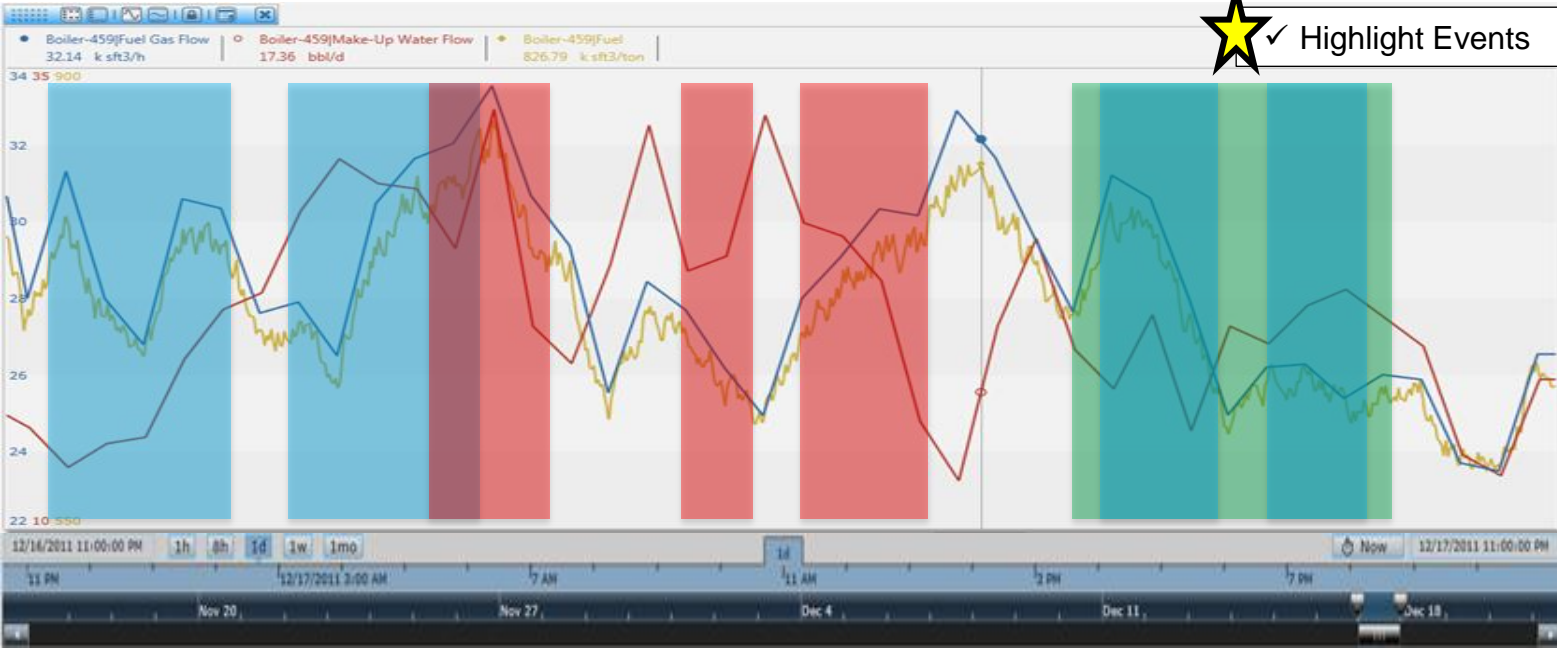 ✓ Highlight Events
Boiler-459|Fuel Gas Flow
32.14 k sft3/h
Boiler-459|Make-Up Water Flow
17.36 bbl/d
Boiler-459|Fuel
826.79 k sft3/ton
34 35 900
32
30
28
26
24
22 10 550
12/16/2011 11:00:00 PM 1h 8h 1d 1w 1mo 1d Now 12/17/2011 11:00:00 PM
11 PM 12/17/2011 3:00 AM 7 AM 11 AM 3 PM 7 PM
Nov 20 Nov 27 Dec 4 Dec 11 Dec 18